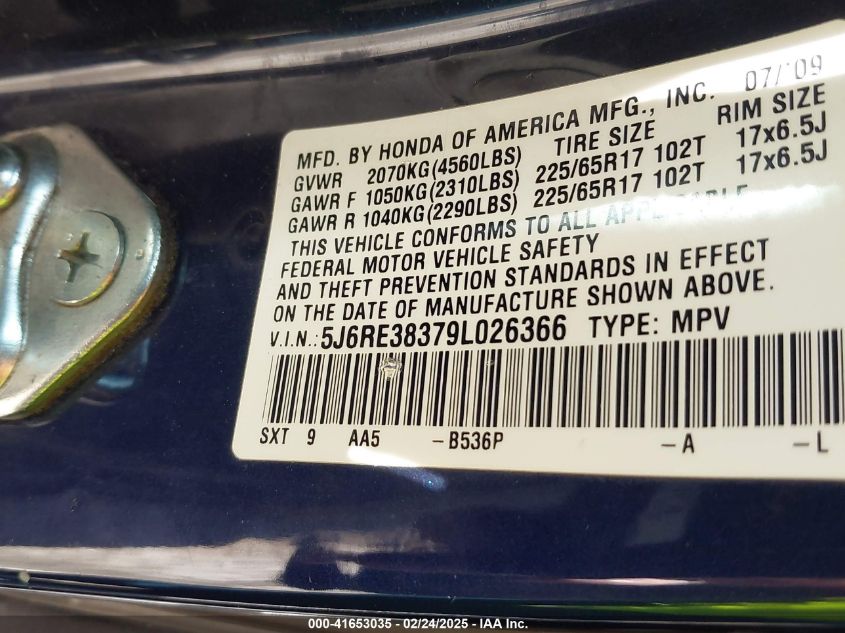 07/09
MFD. BY HONDA OF AMERICA MFG., INC.
GVWR 2070KG(4560LBS) TIRE SIZE RIM SIZE
GAWR F 1050KG(2310LBS) 225/65R17 102T 17x6.5J
GAWR R 1040KG(2290LBS) 225/65R17 102T 17x6.5J
THIS VEHICLE CONFORMS TO ALL APPLICABLE
FEDERAL MOTOR VEHICLE SAFETY
AND THEFT PREVENTION STANDARDS IN EFFECT
ON THE DATE OF MANUFACTURE SHOWN ABOVE.
V.I.N.: 5J6RE38379L026366 TYPE: MPV
SXT 9 AA5 -B536P -A -L
000-41653035 - 02/24/2025 - IAA Inc.